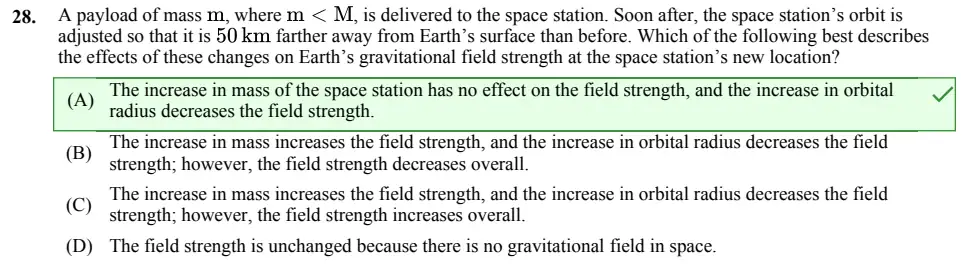 28. A payload of mass m, where m < M, is delivered to the space station. Soon after, the space station's orbit is
adjusted so that it is 50 km farther away from Earth's surface than before. Which of the following best describes
the effects of these changes on Earth's gravitational field strength at the space station's new location?
(A) The increase in mass of the space station has no effect on the field strength, and the increase in orbital
radius decreases the field strength.
(B) The increase in mass increases the field strength, and the increase in orbital radius decreases the field
strength; however, the field strength decreases overall.
(C) The increase in mass increases the field strength, and the increase in orbital radius decreases the field
strength; however, the field strength increases overall.
(D) The field strength is unchanged because there is no gravitational field in space.